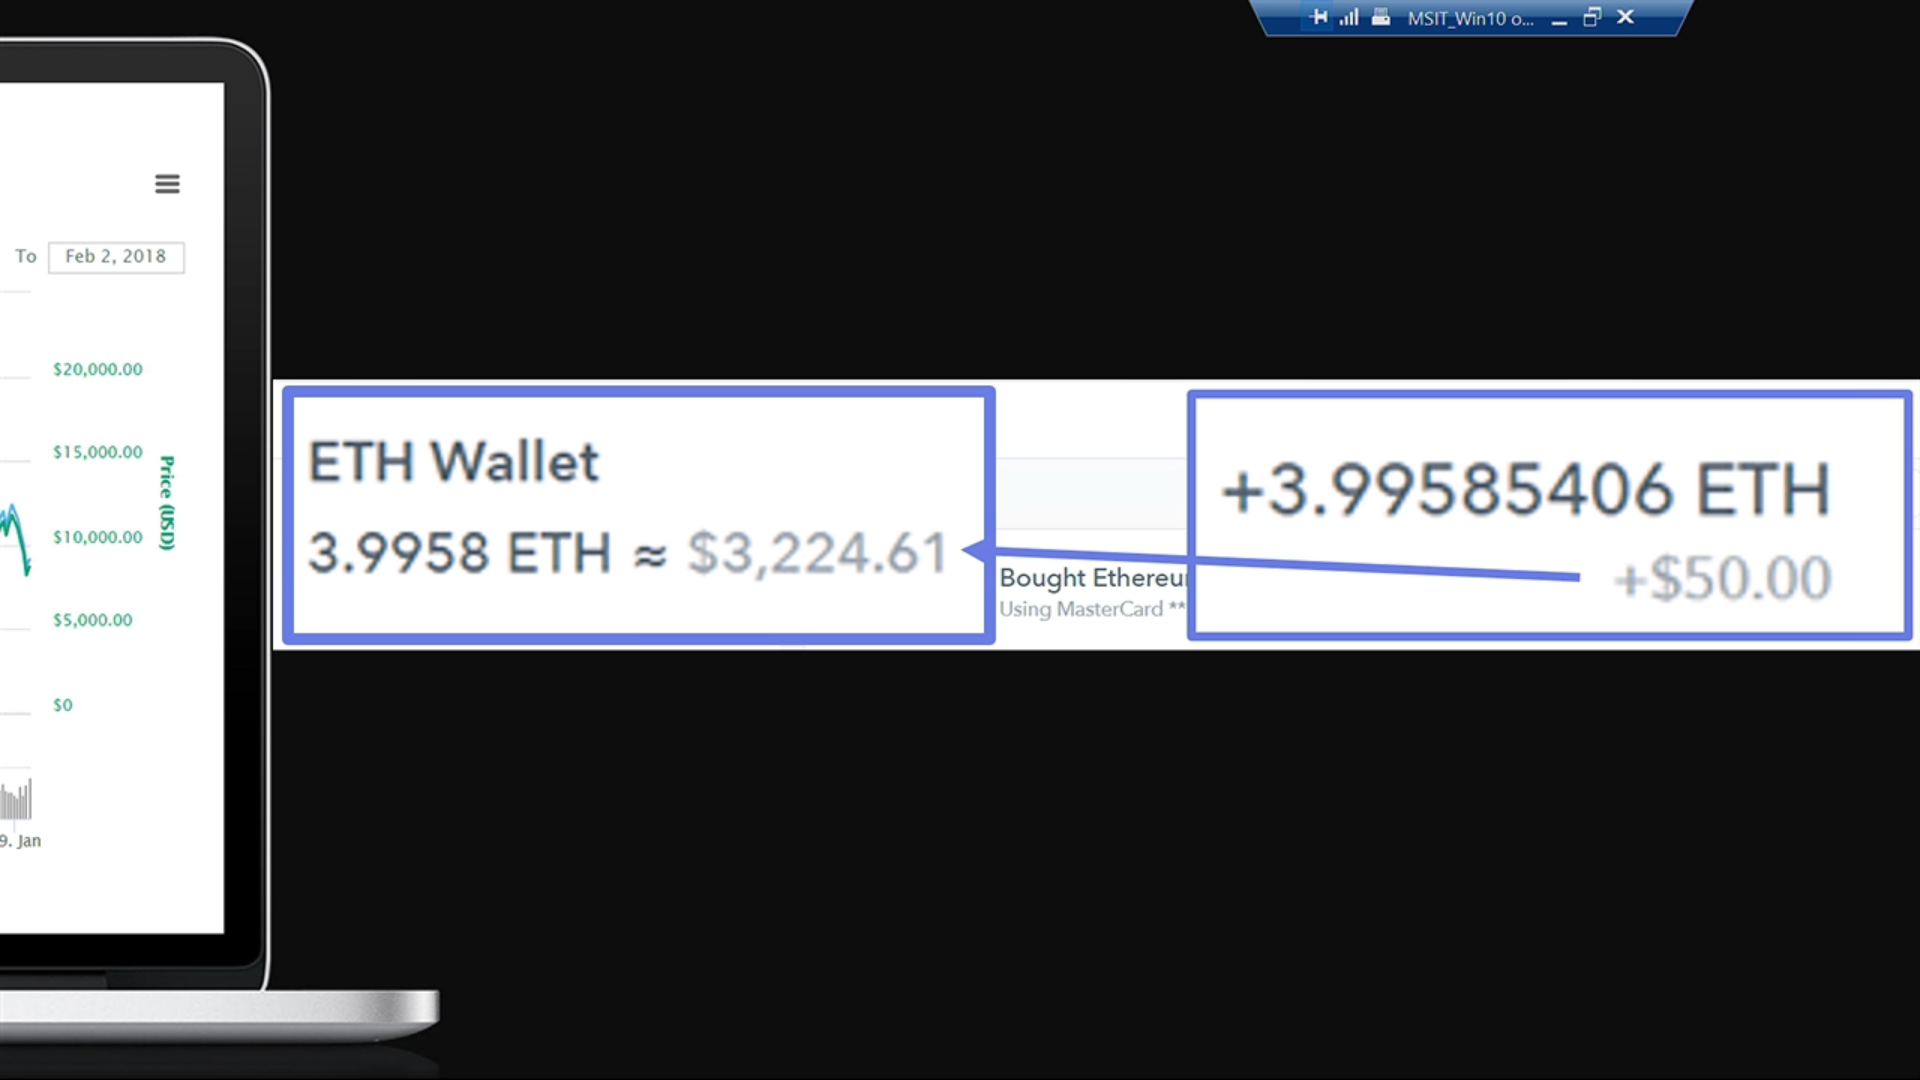 MSIT_Win10 o...
To
Feb 2, 2018
$20,000.00
$15,000.00
$10,000.00
$5,000.00
$0
Price (USD)
9. Jan
ETH Wallet
3.9958 ETH ≈ $3,224.61
Bought Ethereu
Using MasterCard **
+3.99585406 ETH
+$50.00